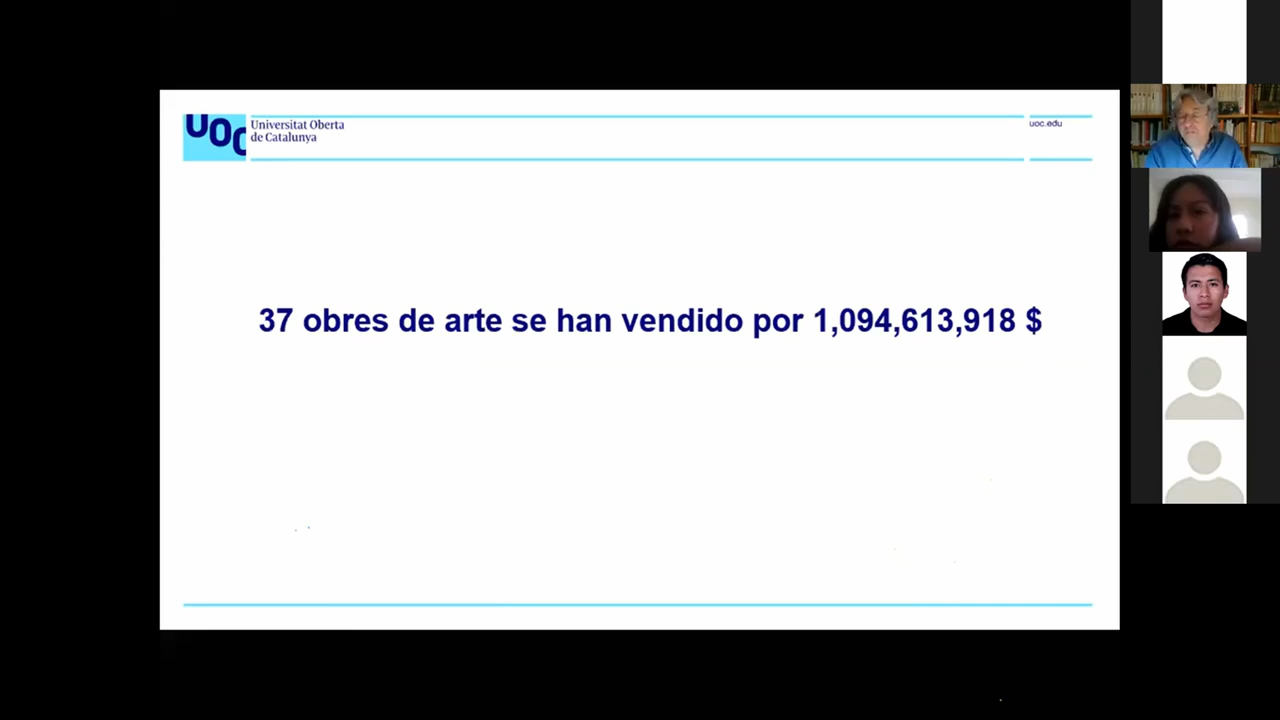 UOC
Universitat Oberta
de Catalunya
uoc.edu
37 obres de arte se han vendido por 1,094,613,918 $